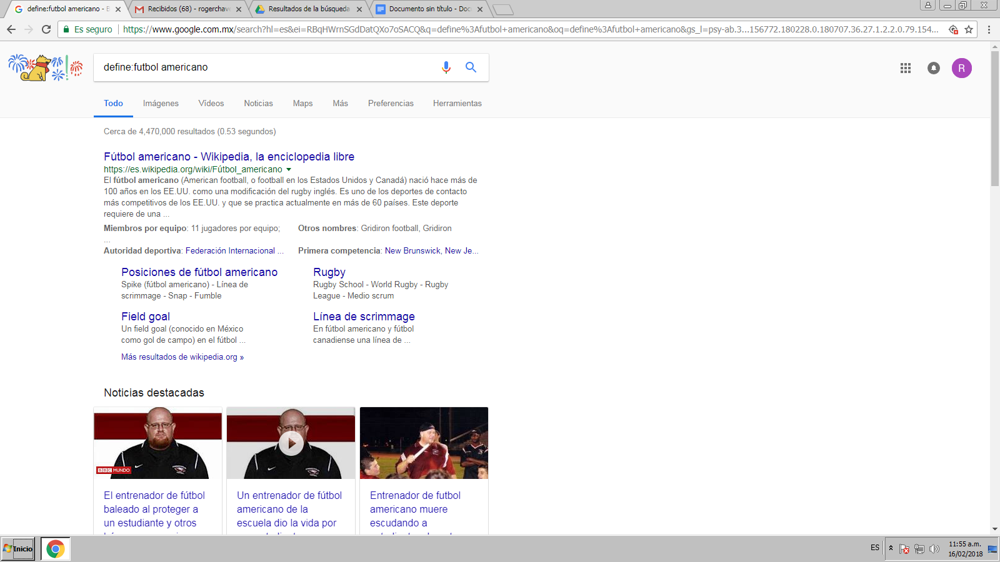 define:futbol americano - B
Recibidos (68) - rogerchave
Resultados de la búsqueda
Documento sin título - Doc
Es seguro
https://www.google.com.mx/search?hl=es&ei=RBqHWrnSGdDatQXo7oSACQ&q=define%3Afutbol+americano&oq=define%3Afutbol+americano&gs_l=psy-ab.3...156772.180228.0.180707.36.27.1.2.2.0.79.154...
define:futbol americano
R
Todo
Imágenes
Vídeos
Noticias
Maps
Más
Preferencias
Herramientas
Cerca de 4,470,000 resultados (0.53 segundos)
Fútbol americano - Wikipedia, la enciclopedia libre
https://es.wikipedia.org/wiki/Fútbol_americano
El fútbol americano (American football, o football en los Estados Unidos y Canadá) nació hace más de
100 años en los EE.UU. como una modificación del rugby inglés. Es uno de los deportes de contacto
más competitivos de los EE.UU. y que se practica actualmente en más de 60 países. Este deporte
requiere de una ...
Miembros por equipo: 11 jugadores por equipo;
...
Otros nombres: Gridiron football, Gridiron
Autoridad deportiva: Federación Internacional ...
Primera competencia: New Brunswick, New Je...
Posiciones de fútbol americano
Spike (fútbol americano) - Línea de
scrimmage - Snap - Fumble
Rugby
Rugby School - World Rugby - Rugby
League - Medio scrum
Field goal
Un field goal (conocido en México
como gol de campo) en el fútbol ...
Línea de scrimmage
En fútbol americano y fútbol
canadiense una línea de ...
Más resultados de wikipedia.org »
Noticias destacadas
BBC MUNDO
El entrenador de fútbol
baleado al proteger a
un estudiante y otros
Un entrenador de fútbol
americano de la
escuela dio la vida por
Entrenador de futbol
americano muere
escudando a
Inicio
ES
11:55 a.m.
16/02/2018